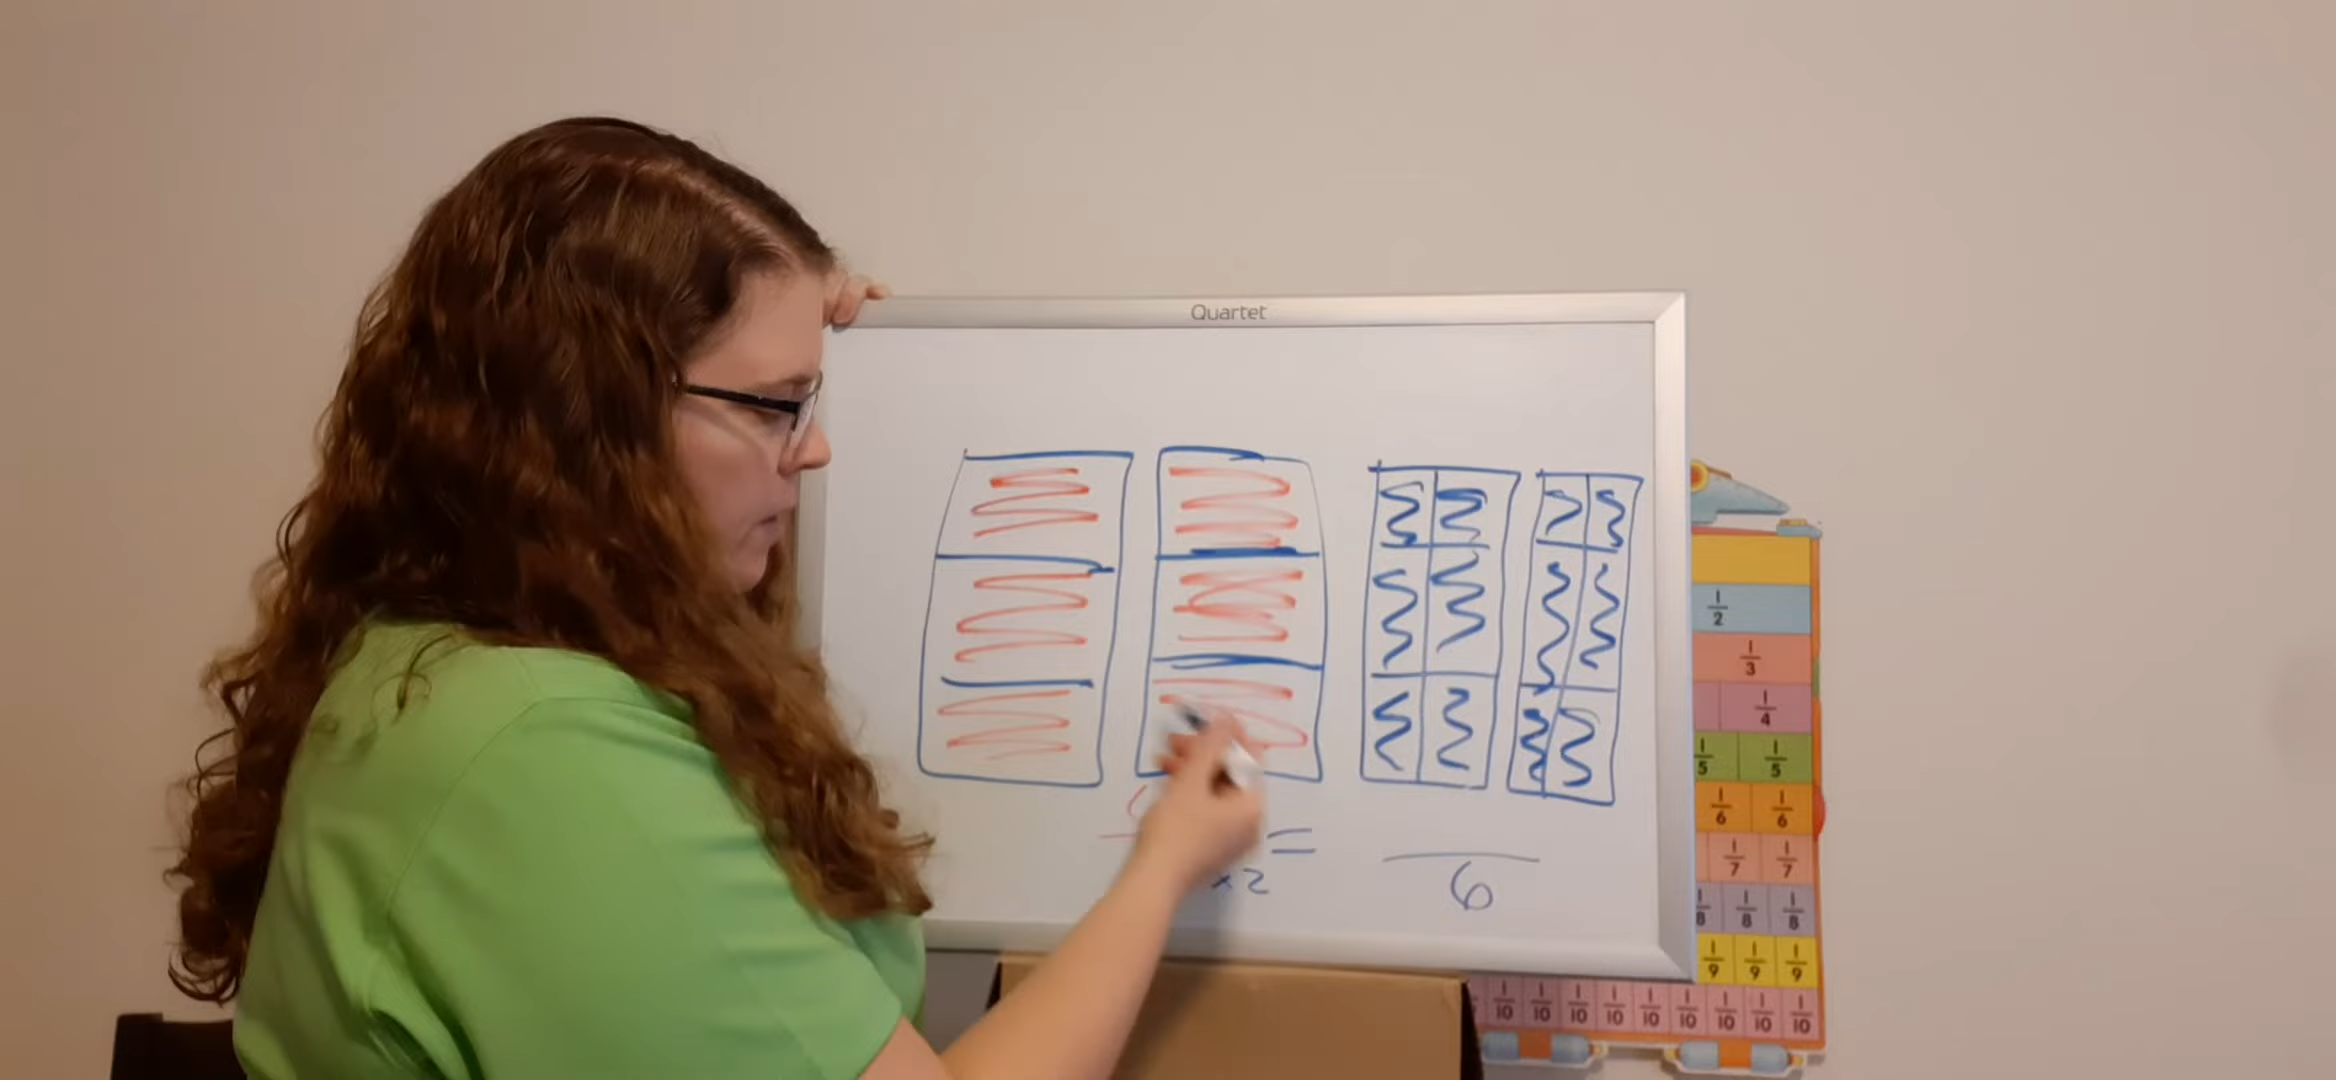 Quartet
=
×2
6
1/2
1/3
1/4
1/5 1/5
1/6 1/6
1/7 1/7
1/8 1/8 1/8
1/9 1/9 1/9
1/10 1/10 1/10 1/10 1/10 1/10 1/10 1/10 1/10